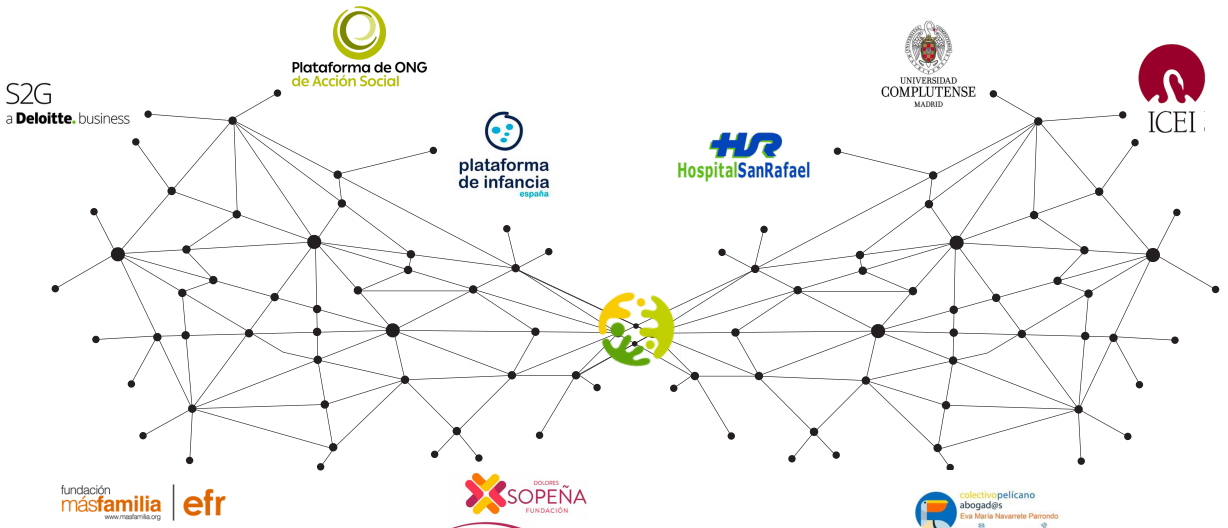 Plataforma de ONG
de Acción Social
S2G
a Deloitte. business
UNIVERSIDAD
COMPLUTENSE
MADRID
ICEI
plataforma
de infancia
españa
HSR
HospitalSanRafael
fundación
másfamilia
www.masfamilia.org
efr
DOLORES
SOPEÑA
FUNDACIÓN
colectivopelícano
abogad@s
Eva María Navarrete Parrondo